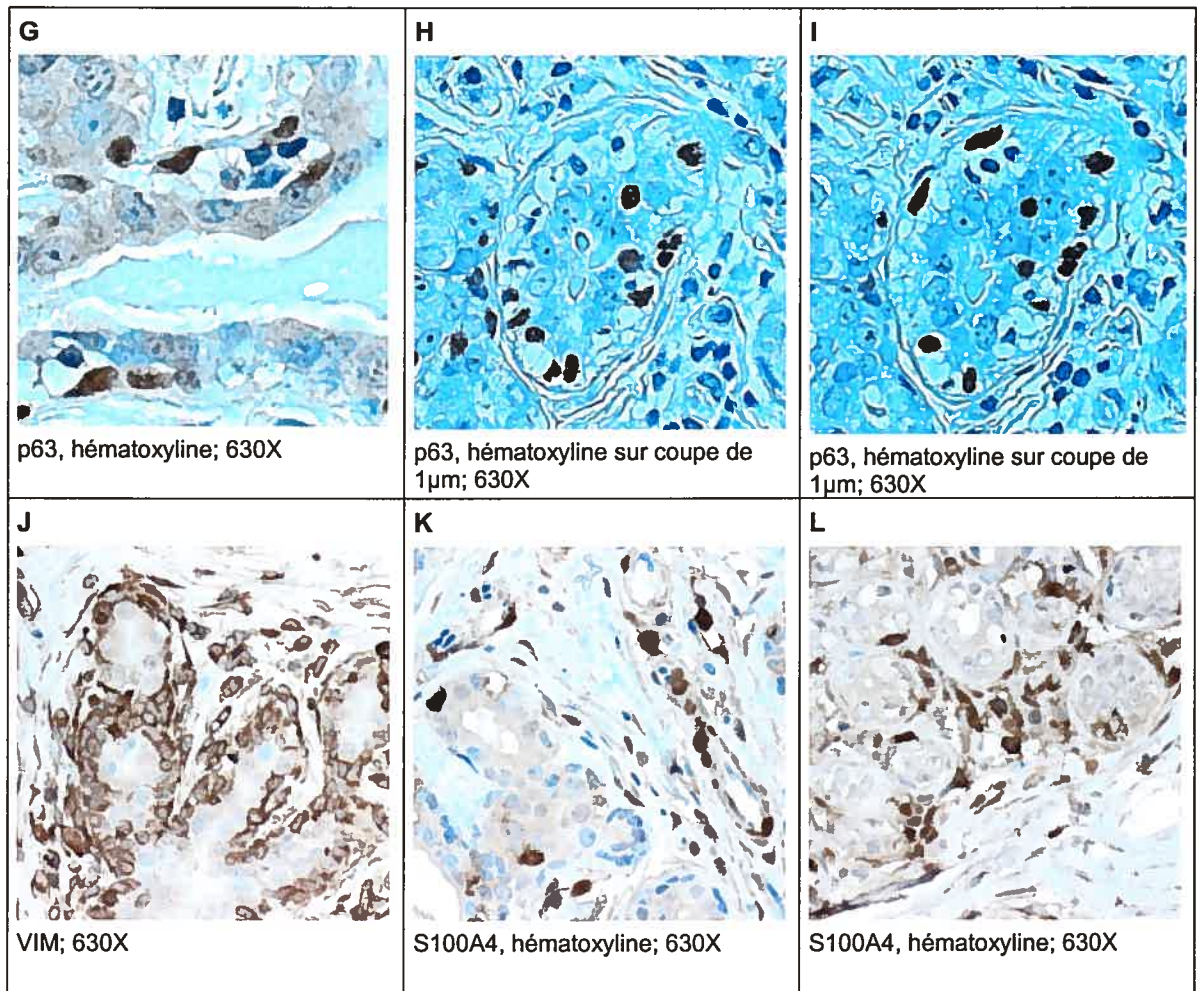 G
H
I
p63, hématoxyline; 630X
p63, hématoxyline sur coupe de
1µm; 630X
p63, hématoxyline sur coupe de
1µm; 630X
J
K
L
VIM; 630X
S100A4, hématoxyline; 630X
S100A4, hématoxyline; 630X